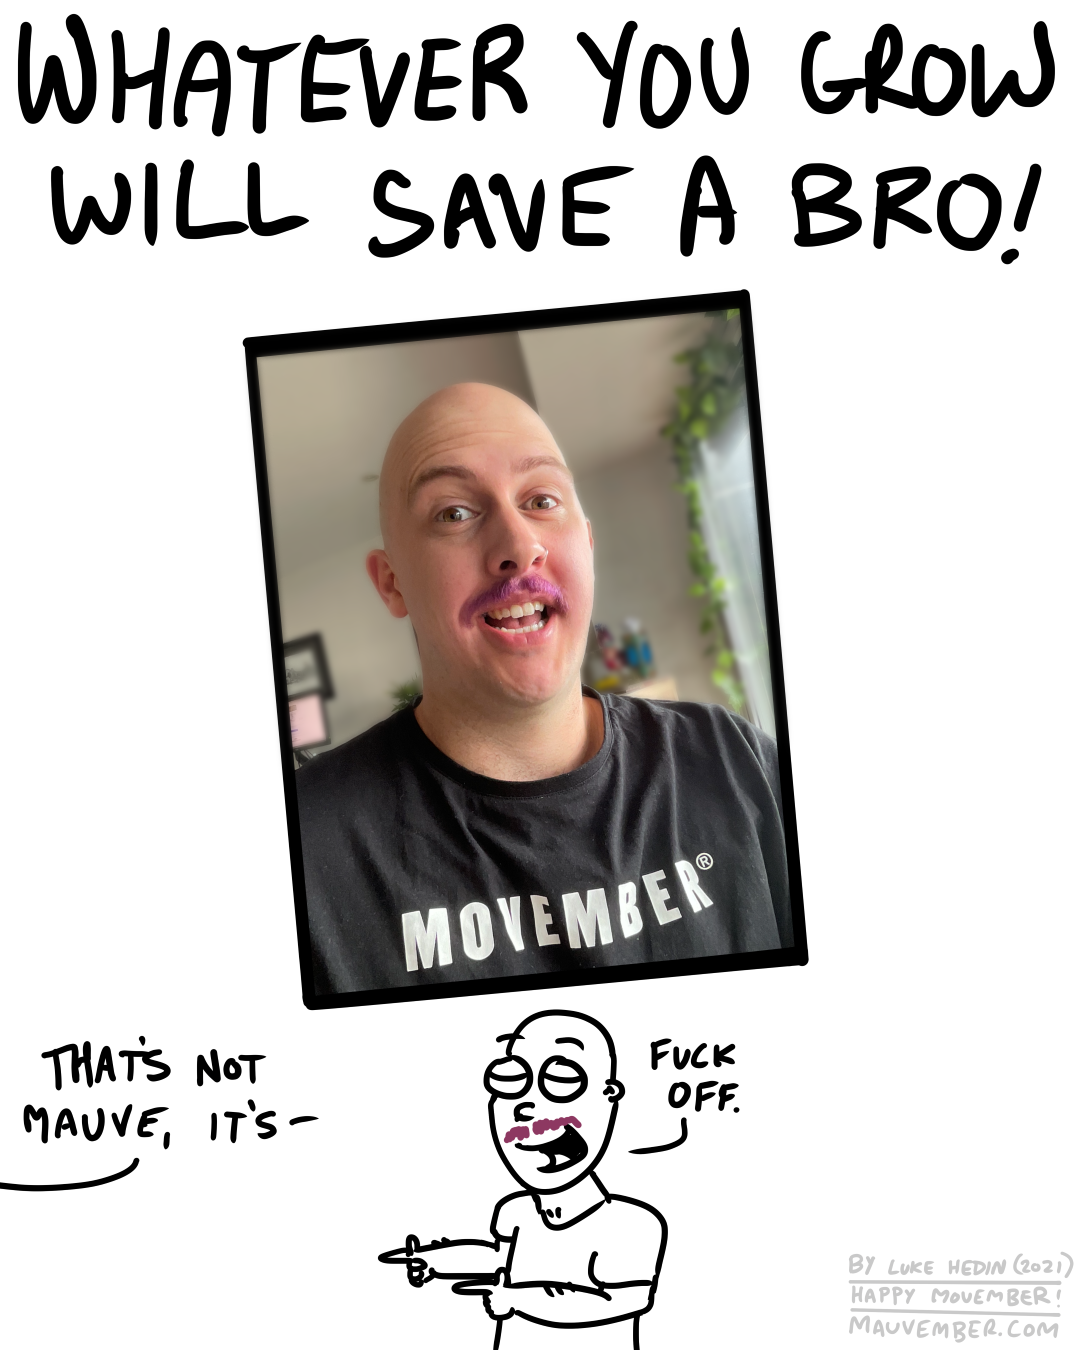 WHATEVER YOU GROW
WILL SAVE A BRO!
MOVEMBER®
THAT'S NOT
MAUVE, IT'S-
FUCK
OFF.
BY LUKE HEDIN (2021)
HAPPY MOVEMBER!
MAUVEMBER.COM